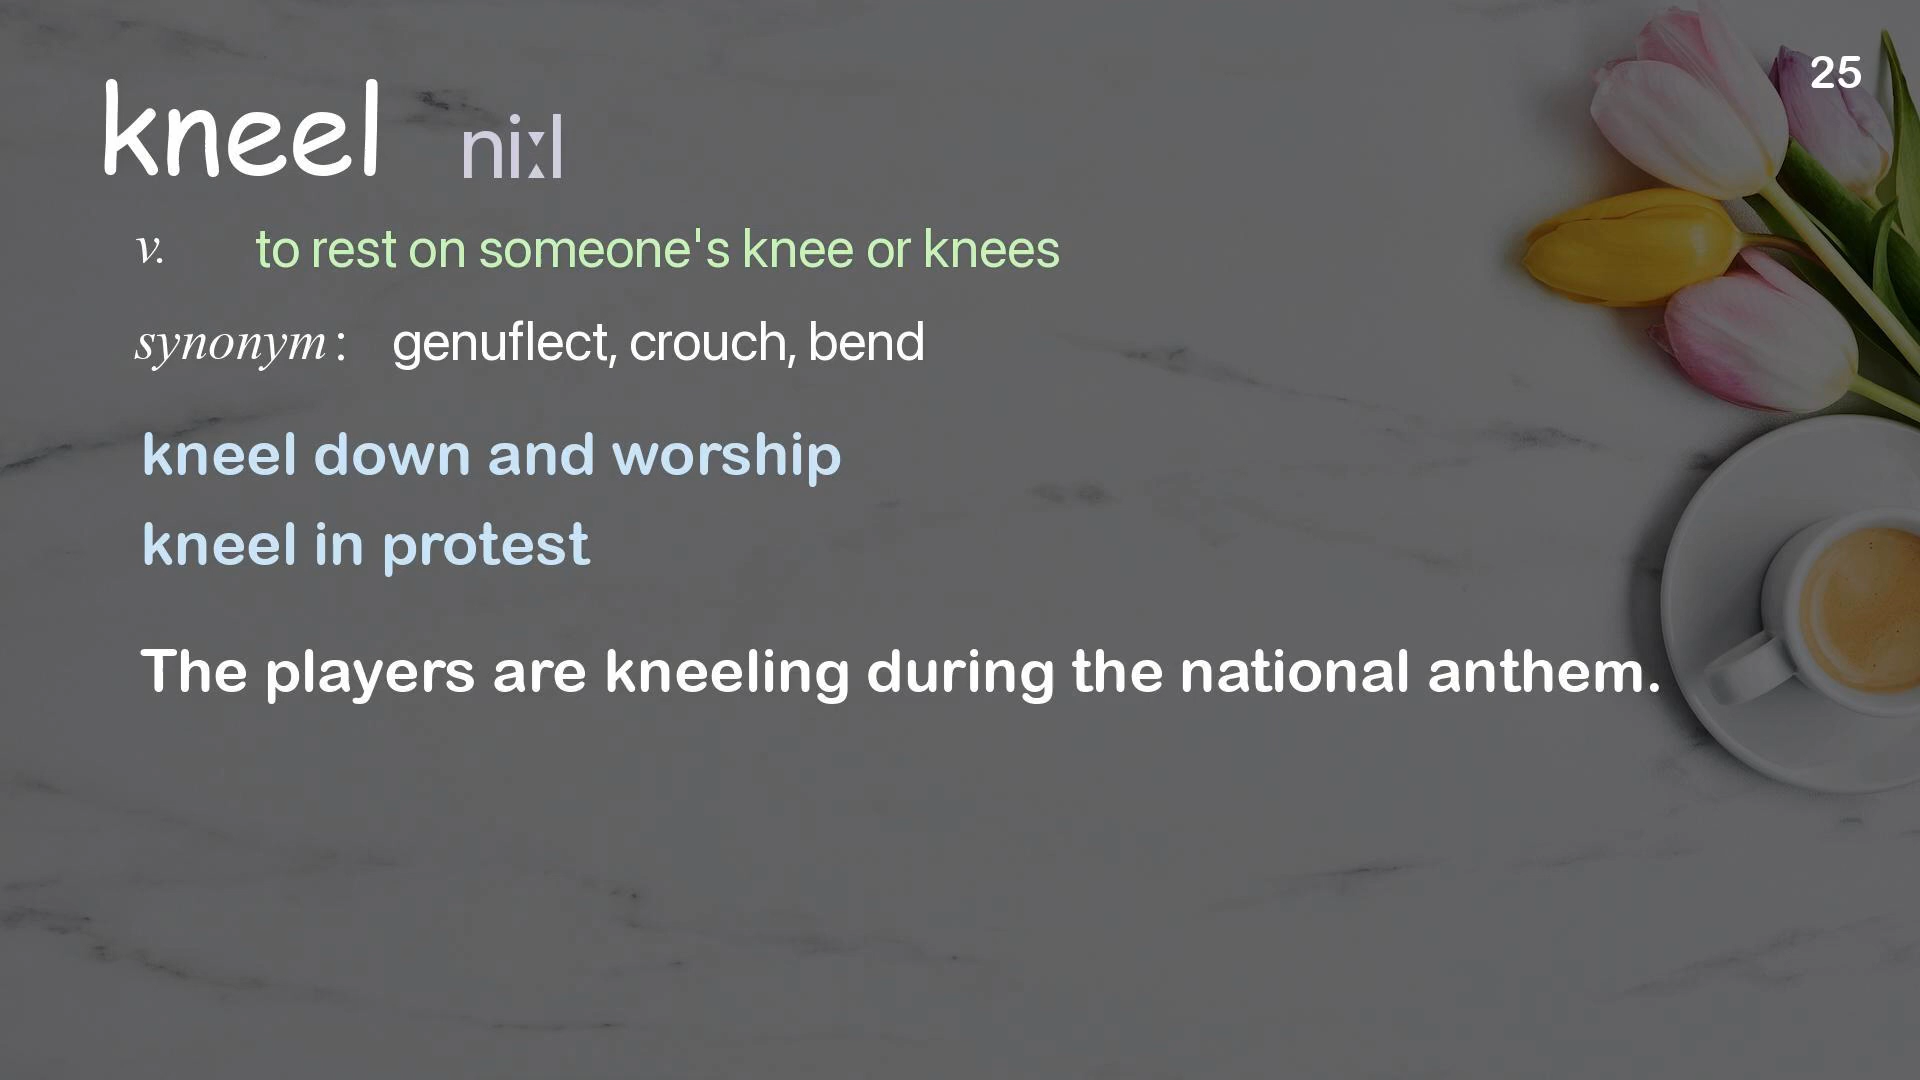 25
kneel niːl
v. to rest on someone's knee or knees
synonym : genuflect, crouch, bend
kneel down and worship
kneel in protest
The players are kneeling during the national anthem.